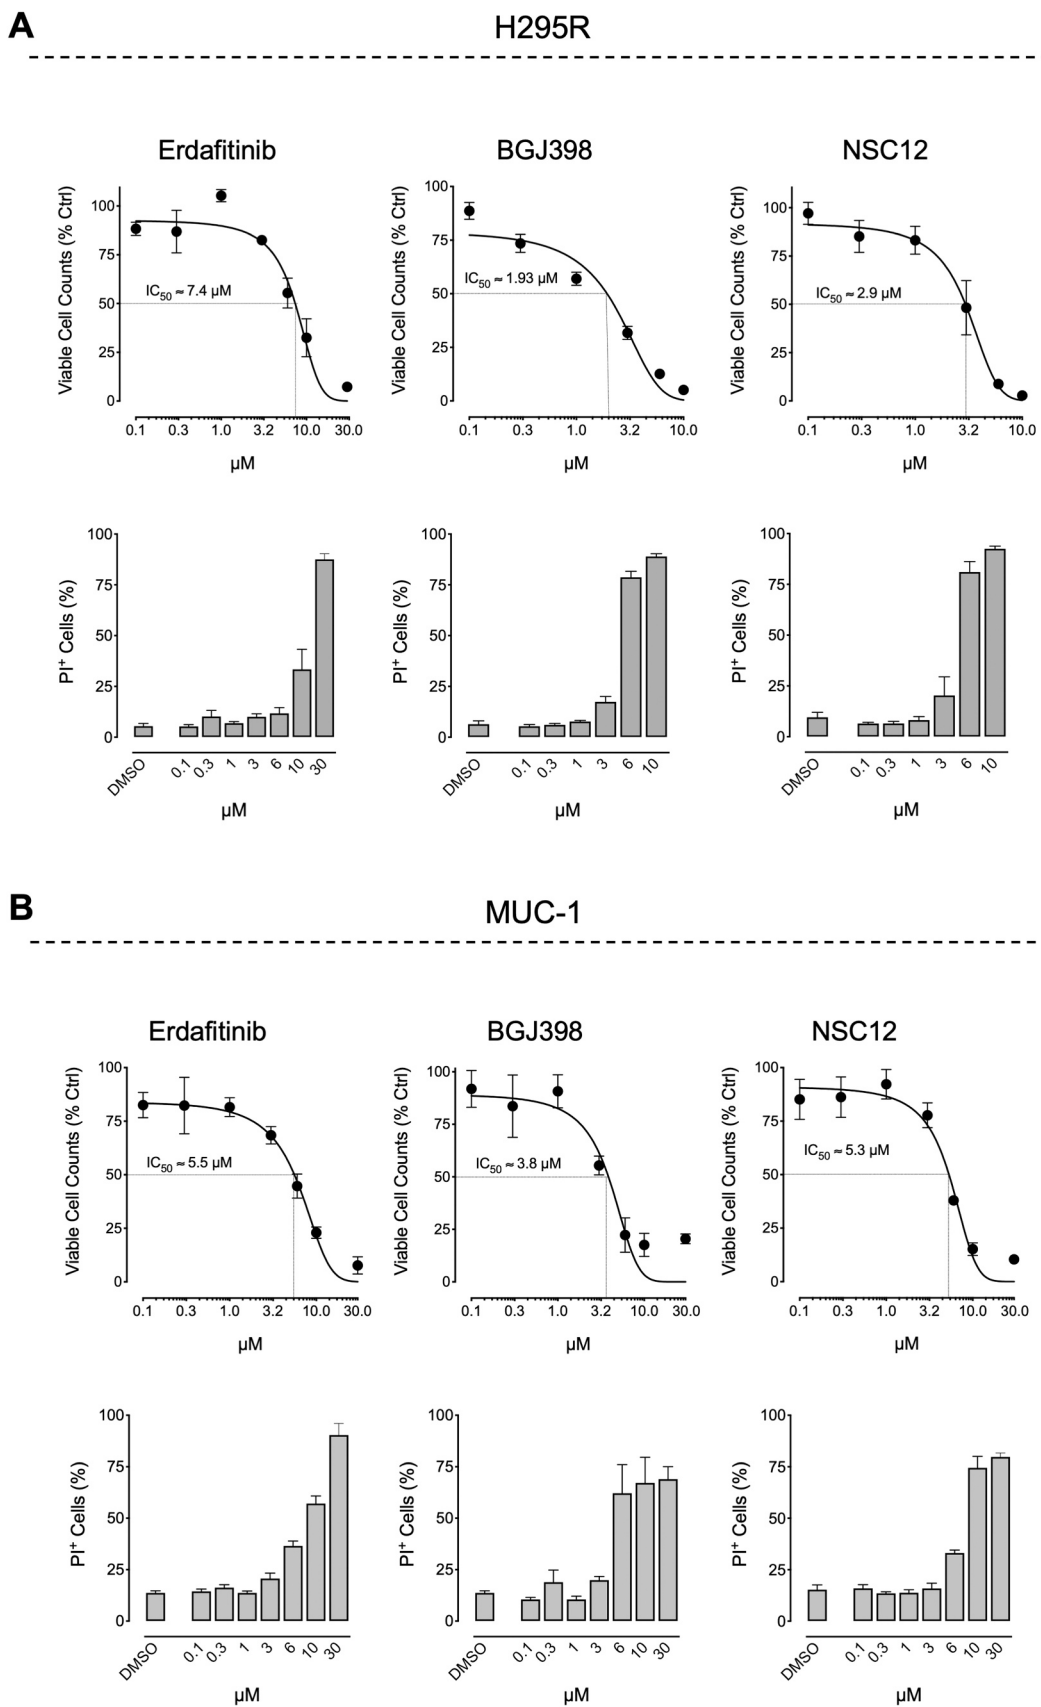 A
H295R
Erdafitinib
BGJ398
NSC12
Viable Cell Counts (% Ctrl)
100
75
50
25
0
IC50 ≈ 7.4 µM
0.1 0.3 1.0 3.2 10.0 30.0
µM
Viable Cell Counts (% Ctrl)
100
75
50
25
0
IC50 ≈ 1.93 µM
0.1 0.3 1.0 3.2 10.0
µM
Viable Cell Counts (% Ctrl)
100
75
50
25
0
IC50 ≈ 2.9 µM
0.1 0.3 1.0 3.2 10.0
µM
PI+ Cells (%)
100
75
50
25
0
DMSO 0.1 0.3 1 3 6 10 30
µM
PI+ Cells (%)
100
75
50
25
0
DMSO 0.1 0.3 1 3 6 10
µM
PI+ Cells (%)
100
75
50
25
0
DMSO 0.1 0.3 1 3 6 10
µM
B
MUC-1
Erdafitinib
BGJ398
NSC12
Viable Cell Counts (% Ctrl)
100
75
50
25
0
IC50 ≈ 5.5 µM
0.1 0.3 1.0 3.2 10.0 30.0
µM
Viable Cell Counts (% Ctrl)
100
75
50
25
0
IC50 ≈ 3.8 µM
0.1 0.3 1.0 3.2 10.0 30.0
µM
Viable Cell Counts (% Ctrl)
100
75
50
25
0
IC50 ≈ 5.3 µM
0.1 0.3 1.0 3.2 10.0 30.0
µM
PI+ Cells (%)
100
75
50
25
0
DMSO 0.1 0.3 1 3 6 10 30
µM
PI+ Cells (%)
100
75
50
25
0
DMSO 0.1 0.3 1 3 6 10 30
µM
PI+ Cells (%)
100
75
50
25
0
DMSO 0.1 0.3 1 3 6 10 30
µM